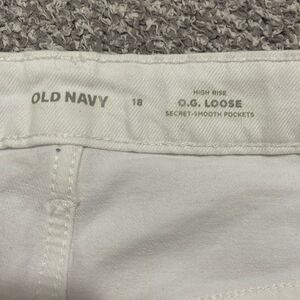 OLD NAVY
18
HIGH RISE
O.G. LOOSE
SECRET-SMOOTH POCKETS